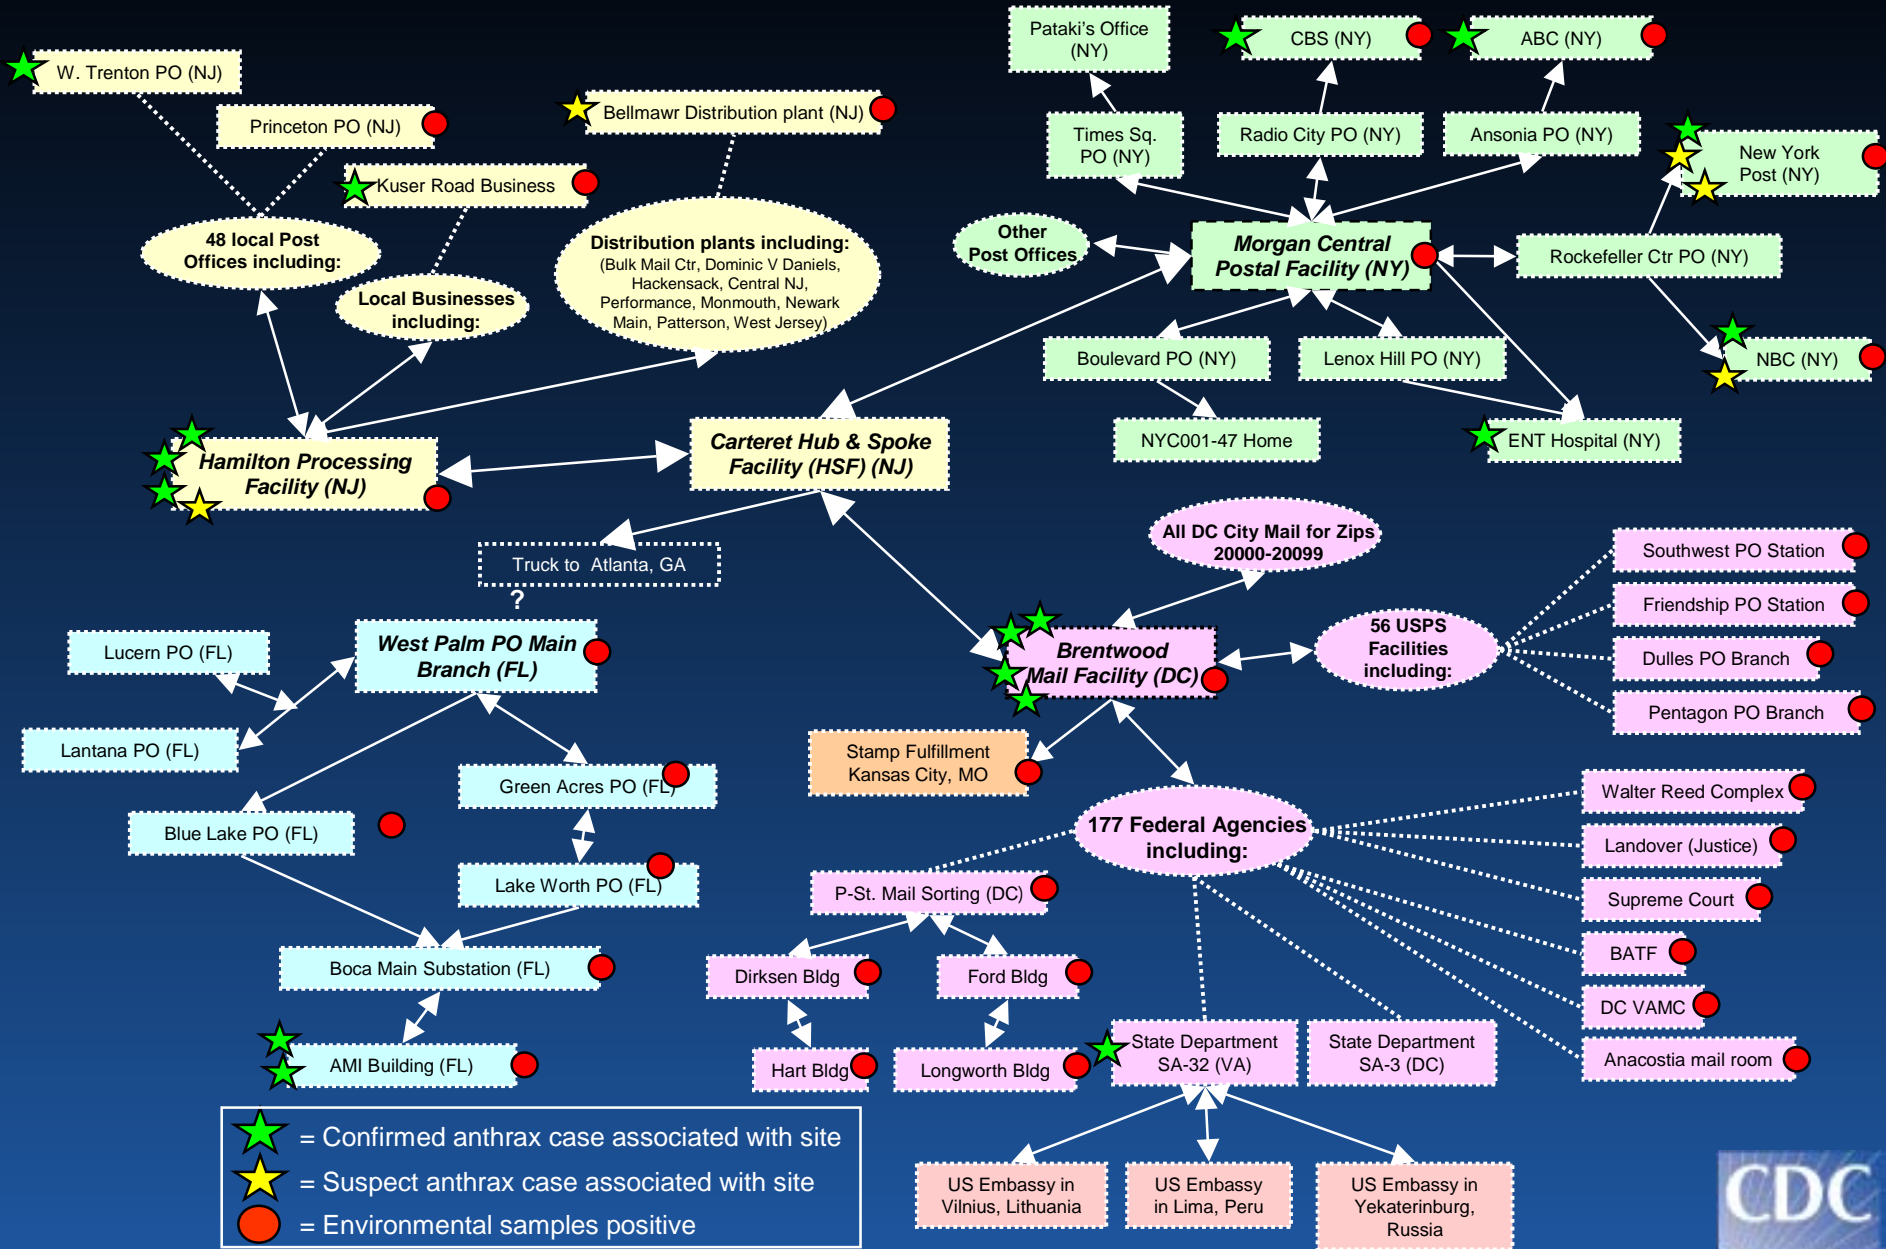 W. Trenton PO (NJ)
Princeton PO (NJ)
Kuser Road Business
Bellmawr Distribution plant (NJ)
48 local Post
Offices including:
Local Businesses
including:
Distribution plants including:
(Bulk Mail Ctr, Dominic V Daniels,
Hackensack, Central NJ,
Performance, Monmouth, Newark
Main, Patterson, West Jersey)
Hamilton Processing
Facility (NJ)
Carteret Hub & Spoke
Facility (HSF) (NJ)
Truck to Atlanta, GA
?
Pataki's Office
(NY)
CBS (NY)
ABC (NY)
Times Sq.
PO (NY)
Radio City PO (NY)
Ansonia PO (NY)
New York
Post (NY)
Other
Post Offices
Morgan Central
Postal Facility (NY)
Rockefeller Ctr PO (NY)
Boulevard PO (NY)
Lenox Hill PO (NY)
NBC (NY)
NYC001-47 Home
ENT Hospital (NY)
West Palm PO Main
Branch (FL)
Lucern PO (FL)
Lantana PO (FL)
Green Acres PO (FL)
Blue Lake PO (FL)
Lake Worth PO (FL)
Boca Main Substation (FL)
AMI Building (FL)
All DC City Mail for Zips
20000-20099
Brentwood
Mail Facility (DC)
56 USPS
Facilities
including:
Southwest PO Station
Friendship PO Station
Dulles PO Branch
Pentagon PO Branch
Stamp Fulfillment
Kansas City, MO
177 Federal Agencies
including:
Walter Reed Complex
Landover (Justice)
Supreme Court
BATF
DC VAMC
Anacostia mail room
P-St. Mail Sorting (DC)
Dirksen Bldg
Ford Bldg
Hart Bldg
Longworth Bldg
State Department
SA-32 (VA)
State Department
SA-3 (DC)
US Embassy in
Vilnius, Lithuania
US Embassy
in Lima, Peru
US Embassy in
Yekaterinburg,
Russia
= Confirmed anthrax case associated with site
= Suspect anthrax case associated with site
= Environmental samples positive
CDC